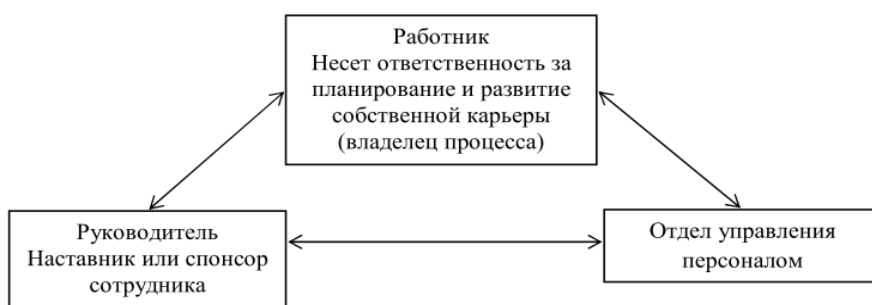 Работник
Несет ответственность за
планирование и развитие
собственной карьеры
(владелец процесса)
Руководитель
Наставник или спонсор
сотрудника
Отдел управления
персоналом